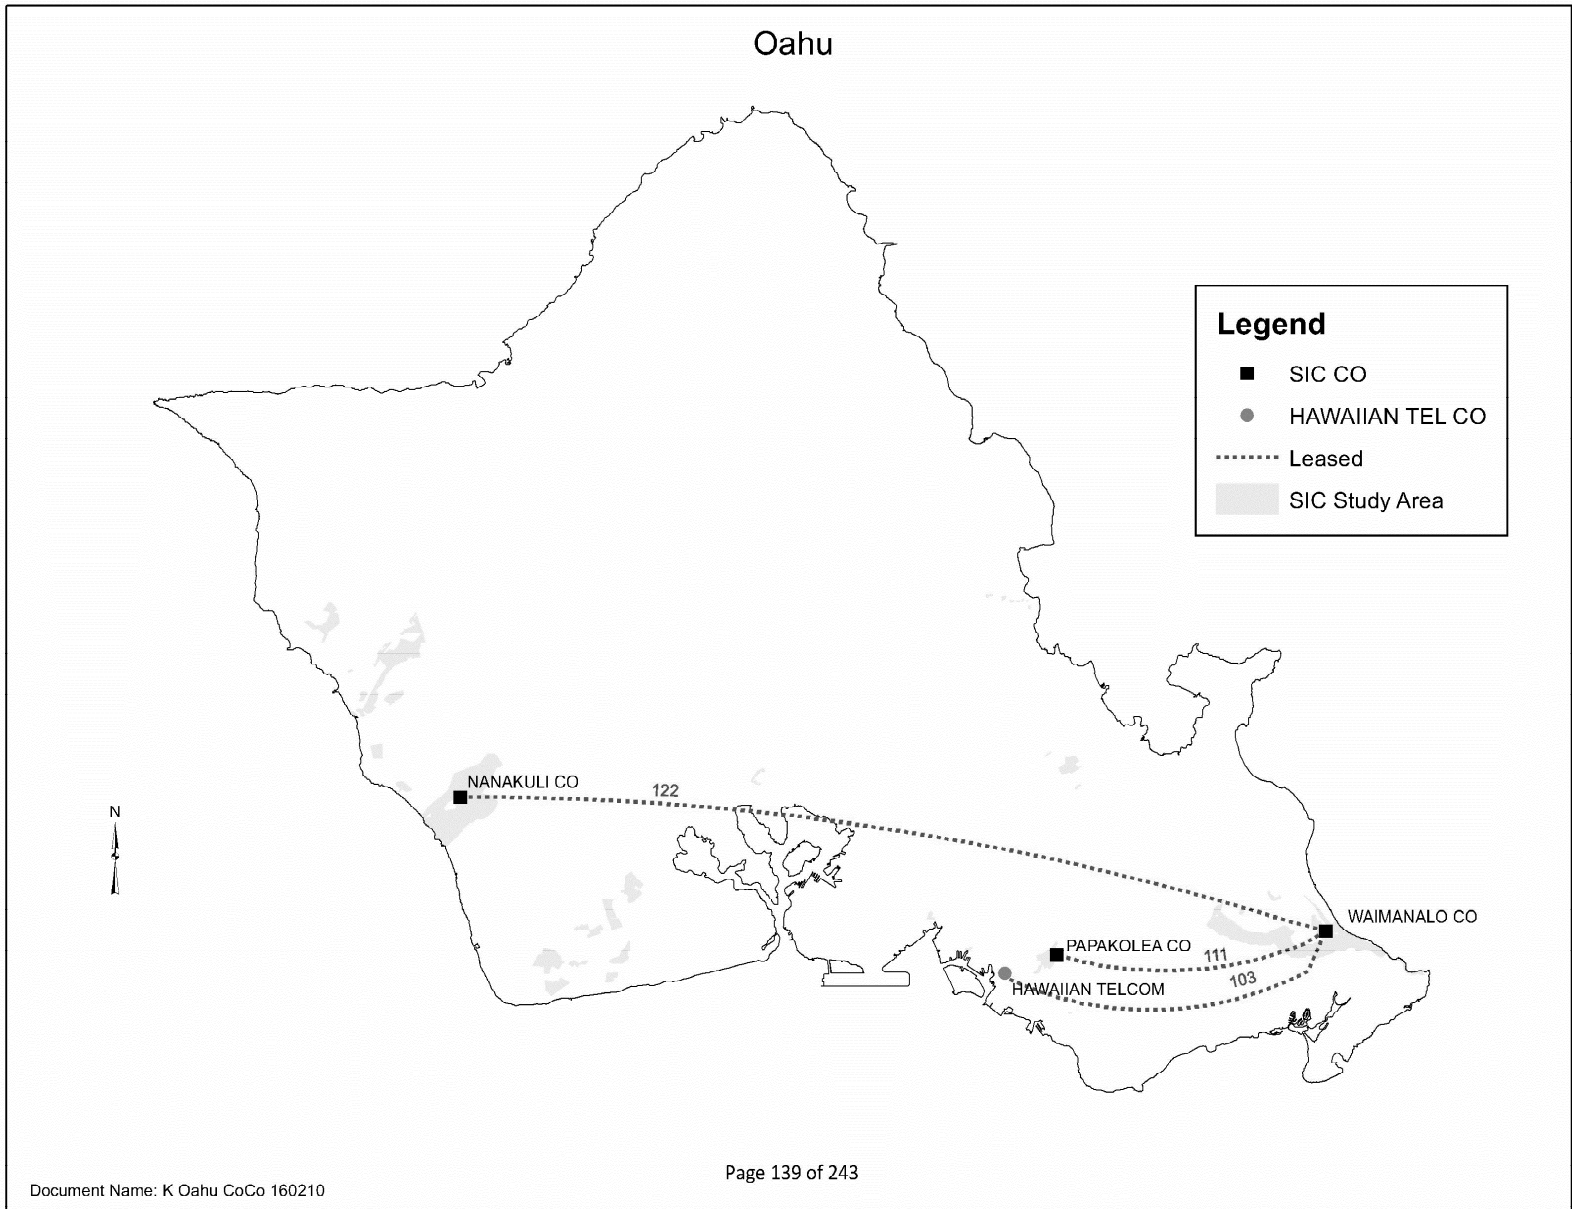 Oahu
Legend
SIC CO
HAWAIIAN TEL CO
Leased
SIC Study Area
NANAKULI CO
122
N
WAIMANALO CO
PAPAKOLEA CO
111
103
HAWAIIAN TELCOM
Page 139 of 243
Document Name: K Oahu CoCo 160210